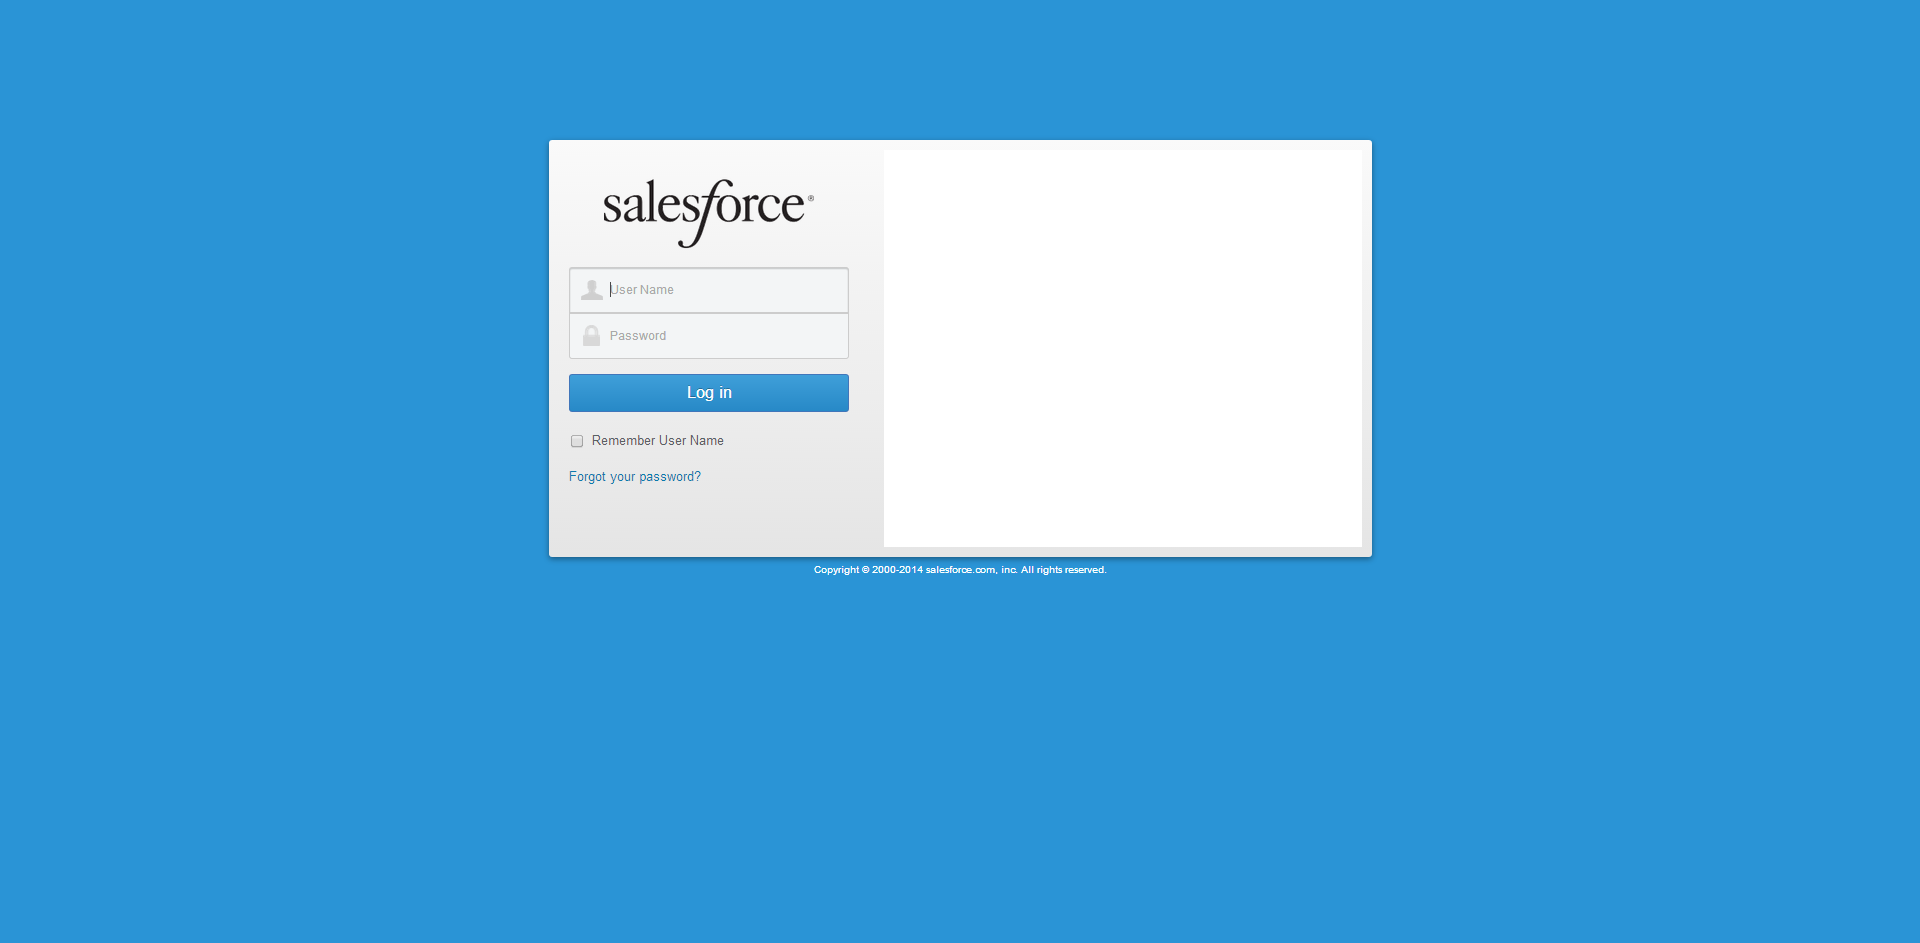 salesforce®
User Name
Password
Log in
Remember User Name
Forgot your password?
Copyright © 2000-2014 salesforce.com, inc. All rights reserved.